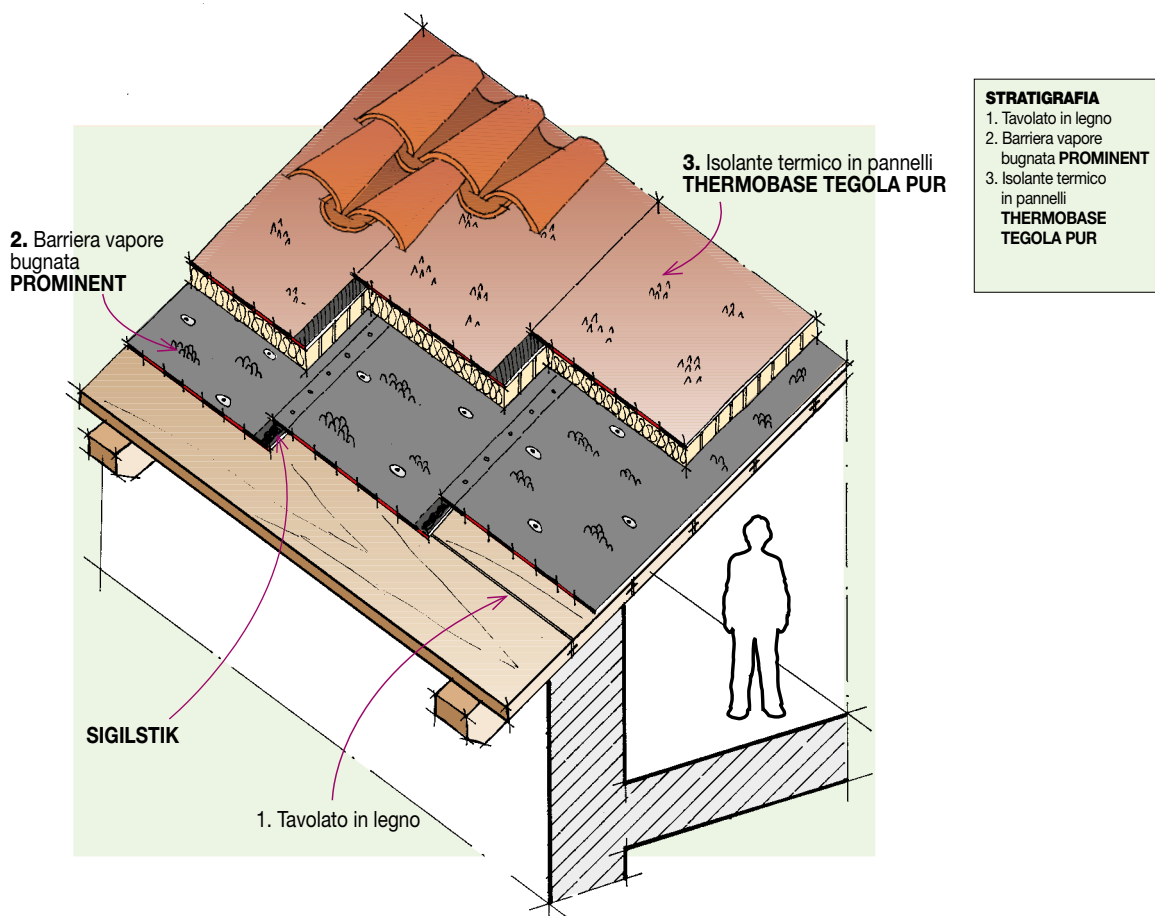 STRATIGRAFIA
1. Tavolato in legno
2. Barriera vapore
bugnata PROMINENT
3. Isolante termico
in pannelli
THERMOBASE
TEGOLA PUR
3. Isolante termico in pannelli
THERMOBASE TEGOLA PUR
2. Barriera vapore
bugnata
PROMINENT
SIGILSTIK
1. Tavolato in legno